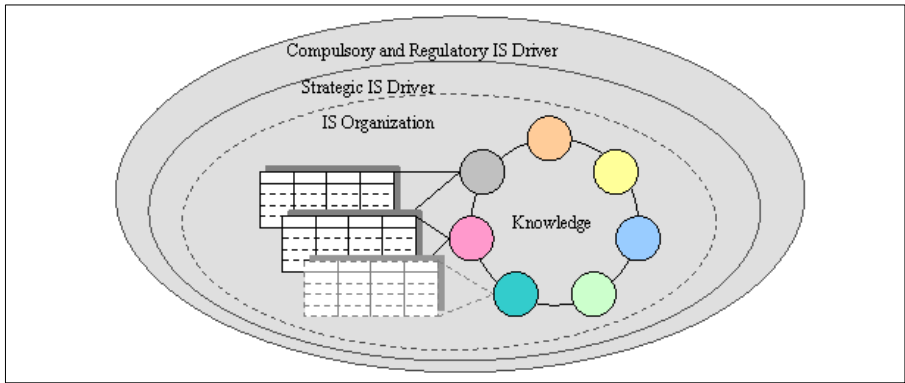 Compulsory and Regulatory IS Driver
Strategic IS Driver
IS Organization
Knowledge